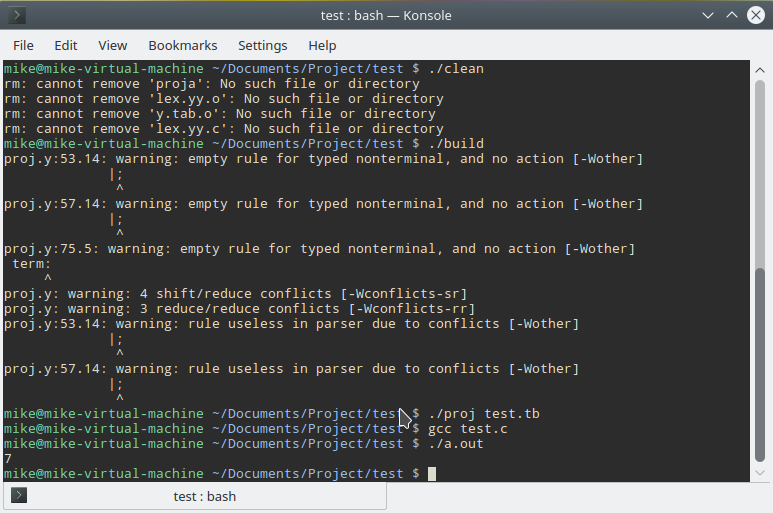 test : bash — Konsole
File Edit View Bookmarks Settings Help
mike@mike-virtual-machine ~/Documents/Project/test $ ./clean
rm: cannot remove 'proja': No such file or directory
rm: cannot remove 'lex.yy.o': No such file or directory
rm: cannot remove 'y.tab.o': No such file or directory
rm: cannot remove 'lex.yy.c': No such file or directory
mike@mike-virtual-machine ~/Documents/Project/test $ ./build
proj.y:53.14: warning: empty rule for typed nonterminal, and no action [-Wother]
             |;
              ^
proj.y:57.14: warning: empty rule for typed nonterminal, and no action [-Wother]
             |;
              ^
proj.y:75.5: warning: empty rule for typed nonterminal, and no action [-Wother]
 term:
     ^
proj.y: warning: 4 shift/reduce conflicts [-Wconflicts-sr]
proj.y: warning: 3 reduce/reduce conflicts [-Wconflicts-rr]
proj.y:53.14: warning: rule useless in parser due to conflicts [-Wother]
             |;
              ^
proj.y:57.14: warning: rule useless in parser due to conflicts [-Wother]
             |;
              ^
mike@mike-virtual-machine ~/Documents/Project/test $ ./proj test.tb
mike@mike-virtual-machine ~/Documents/Project/test $ gcc test.c
mike@mike-virtual-machine ~/Documents/Project/test $ ./a.out
7
mike@mike-virtual-machine ~/Documents/Project/test $
test : bash